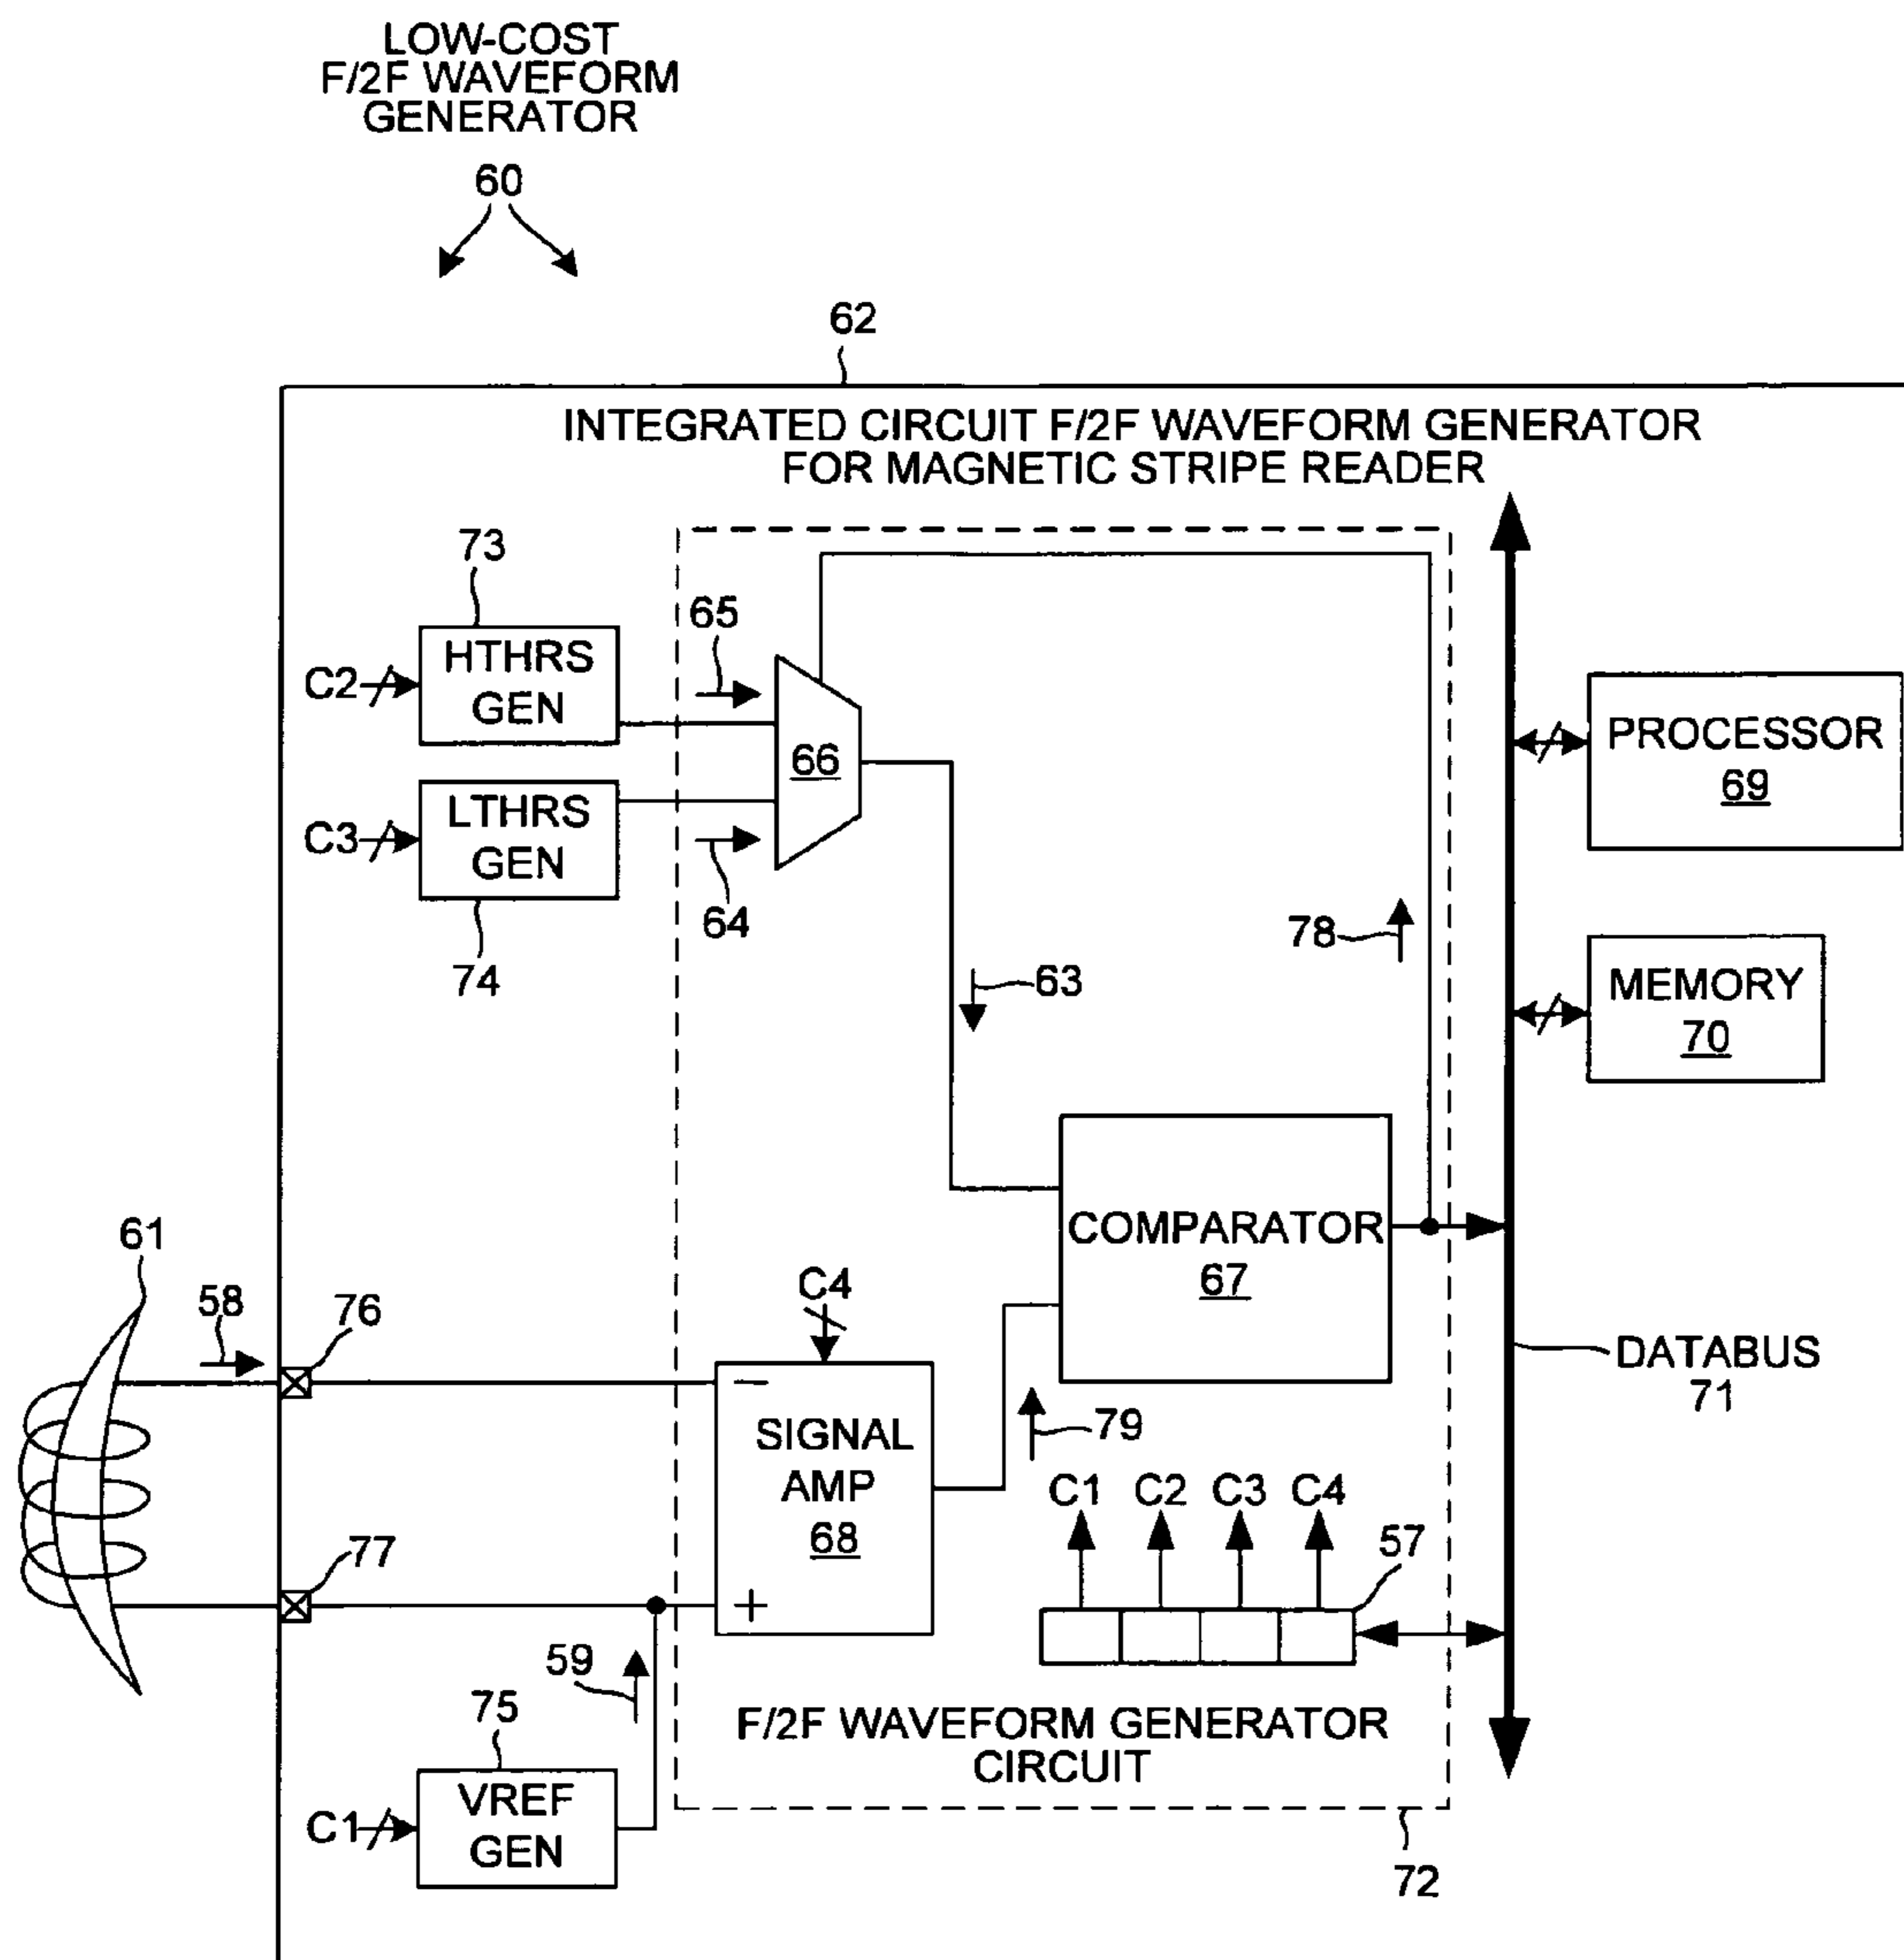 LOW-COST
F/2F WAVEFORM
GENERATOR
60
62
INTEGRATED CIRCUIT F/2F WAVEFORM GENERATOR
FOR MAGNETIC STRIPE READER
73
65
HTHRS
GEN
C2
66
PROCESSOR
69
LTHRS
GEN
C3
64
74
78
63
MEMORY
70
61
58
76
C4
COMPARATOR
67
DATABUS
71
79
SIGNAL
AMP
68
−
+
C1 C2 C3 C4
57
77
59
75
VREF
GEN
C1
F/2F WAVEFORM GENERATOR
CIRCUIT
72